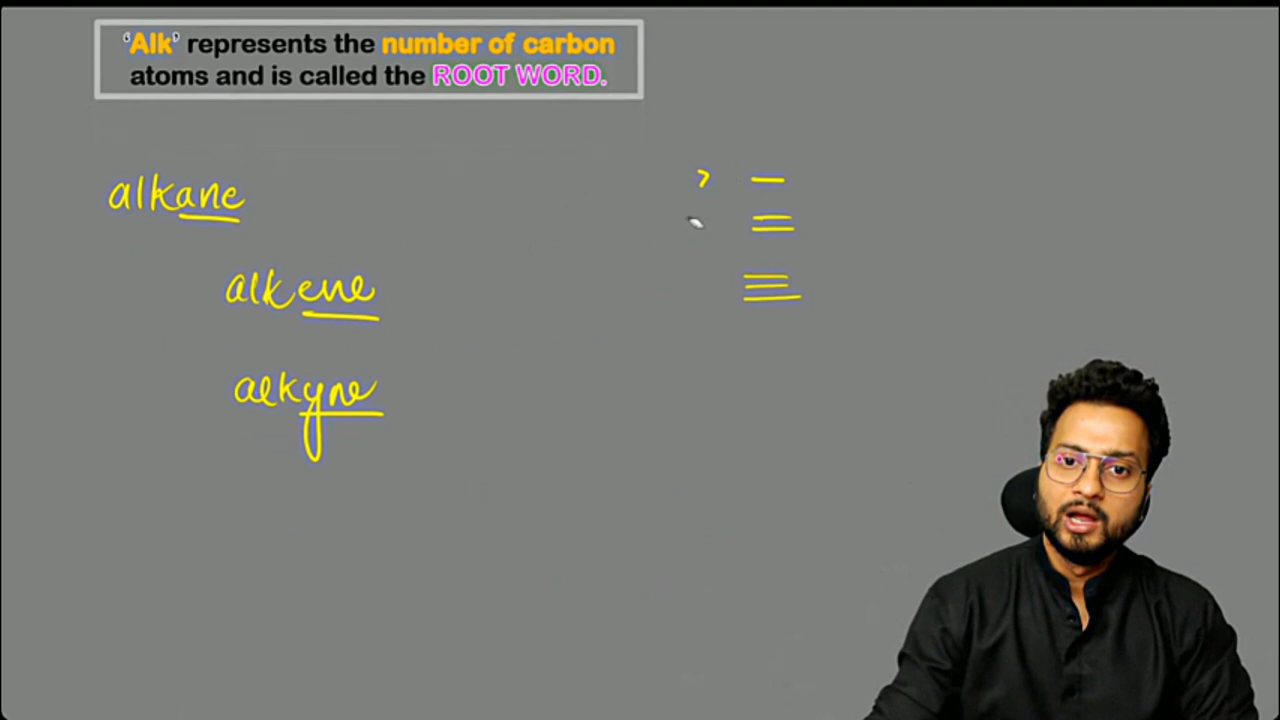 ‘Alk’ represents the number of carbon
atoms and is called the ROOT WORD.
alkane
alkene
alkyne